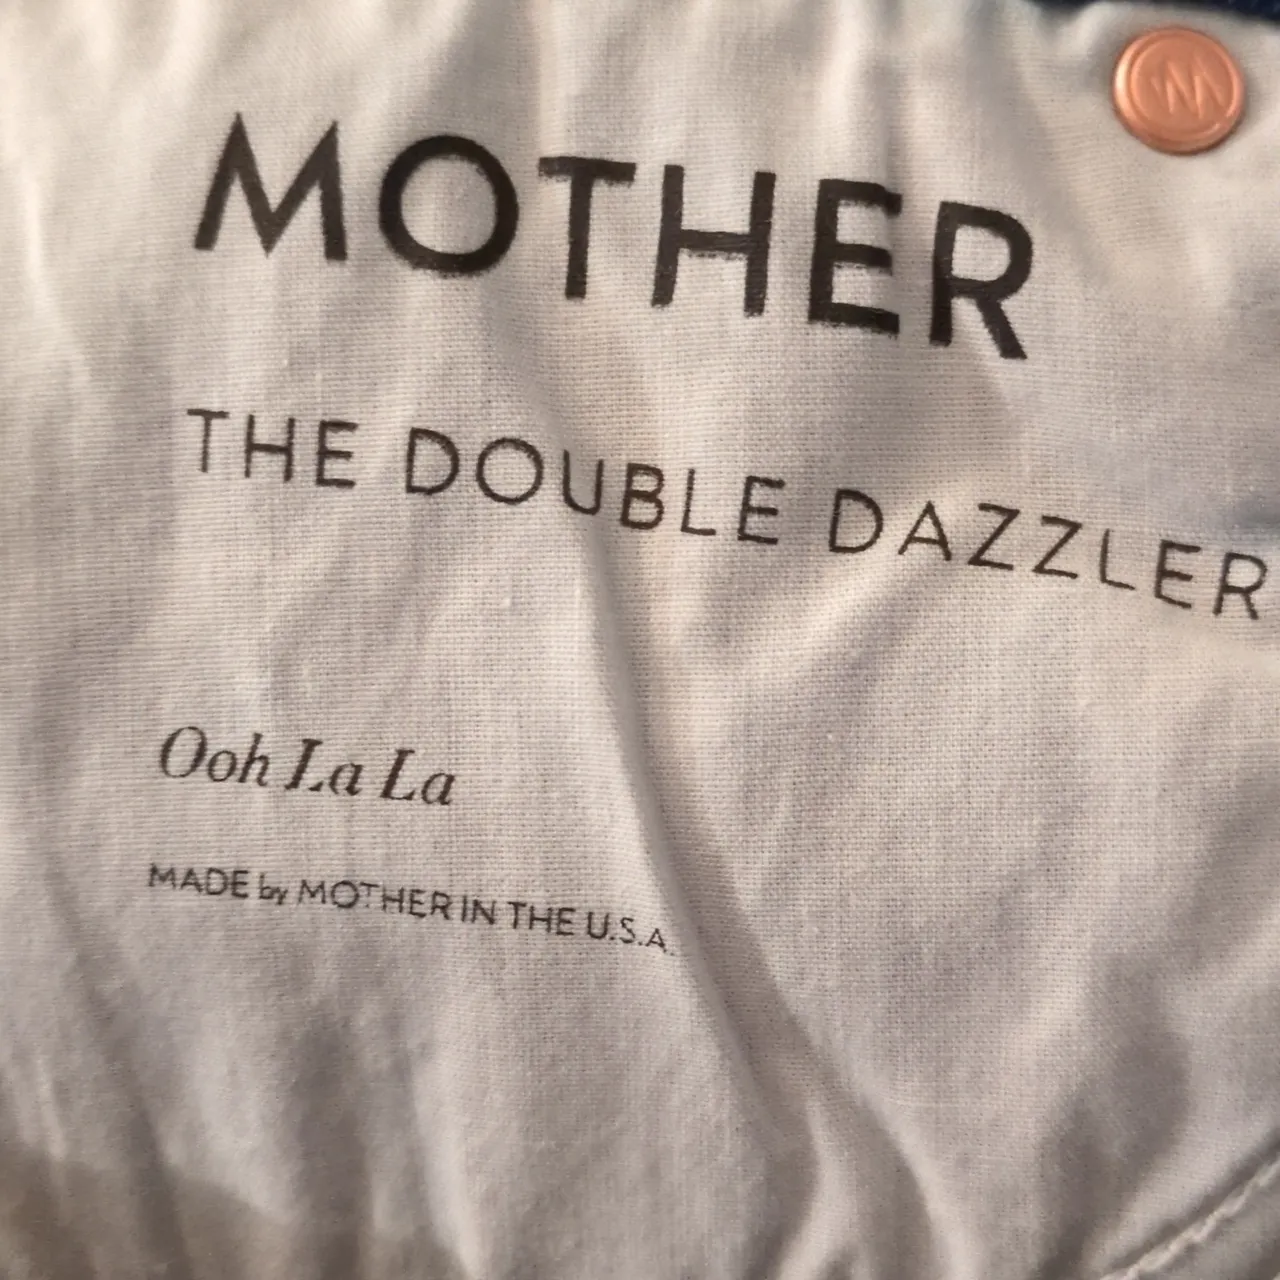 MOTHER
THE DOUBLE DAZZLER
Ooh La La
MADE by MOTHER IN THE U.S.A.